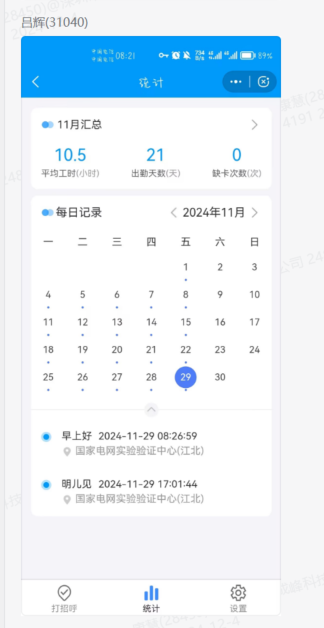 吕辉(31040)
中国电信
中国电信 08:21
89%
统计
11月汇总
10.5 21 0
平均工时(小时) 出勤天数(天) 缺卡次数(次)
每日记录 2024年11月
一 二 三 四 五 六 日
1 2 3
4 5 6 7 8 9 10
11 12 13 14 15 16 17
18 19 20 21 22 23 24
25 26 27 28 29 30
早上好 2024-11-29 08:26:59
国家电网实验验证中心(江北)
明儿见 2024-11-29 17:01:44
国家电网实验验证中心(江北)
打招呼 统计 设置